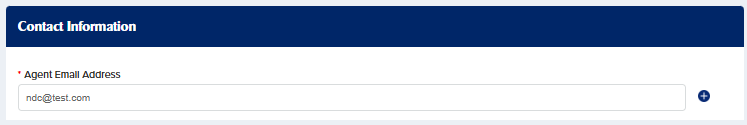 Contact Information
* Agent Email Address
ndc@test.com